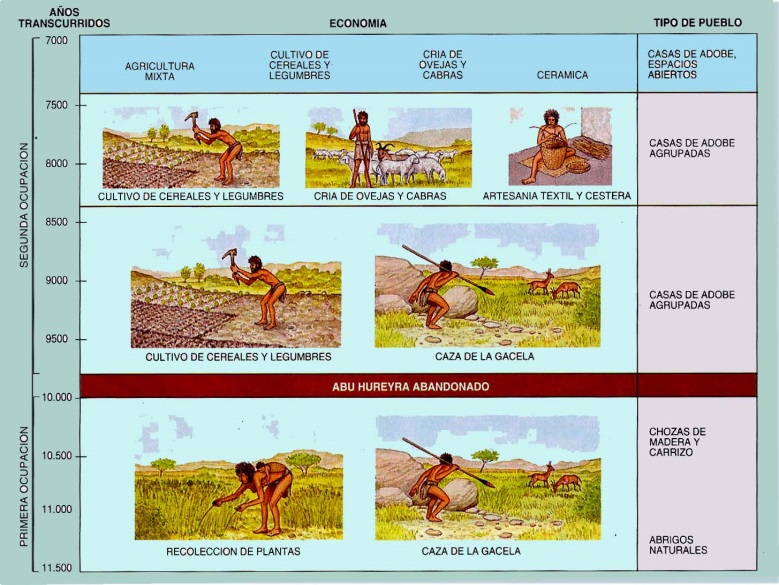 AÑOS
TRANSCURRIDOS
ECONOMIA
TIPO DE PUEBLO
7000
AGRICULTURA
MIXTA
CULTIVO DE
CEREALES Y
LEGUMBRES
CRIA DE
OVEJAS Y
CABRAS
CERAMICA
CASAS DE ADOBE,
ESPACIOS
ABIERTOS
7500
8000
CULTIVO DE CEREALES Y LEGUMBRES
CRIA DE OVEJAS Y CABRAS
ARTESANIA TEXTIL Y CESTERA
CASAS DE ADOBE
AGRUPADAS
SEGUNDA OCUPACION
8500
9000
9500
CULTIVO DE CEREALES Y LEGUMBRES
CAZA DE LA GACELA
CASAS DE ADOBE
AGRUPADAS
ABU HUREYRA ABANDONADO
10.000
10.500
11.000
11.500
PRIMERA OCUPACION
RECOLECCION DE PLANTAS
CAZA DE LA GACELA
CHOZAS DE
MADERA Y
CARRIZO
ABRIGOS
NATURALES